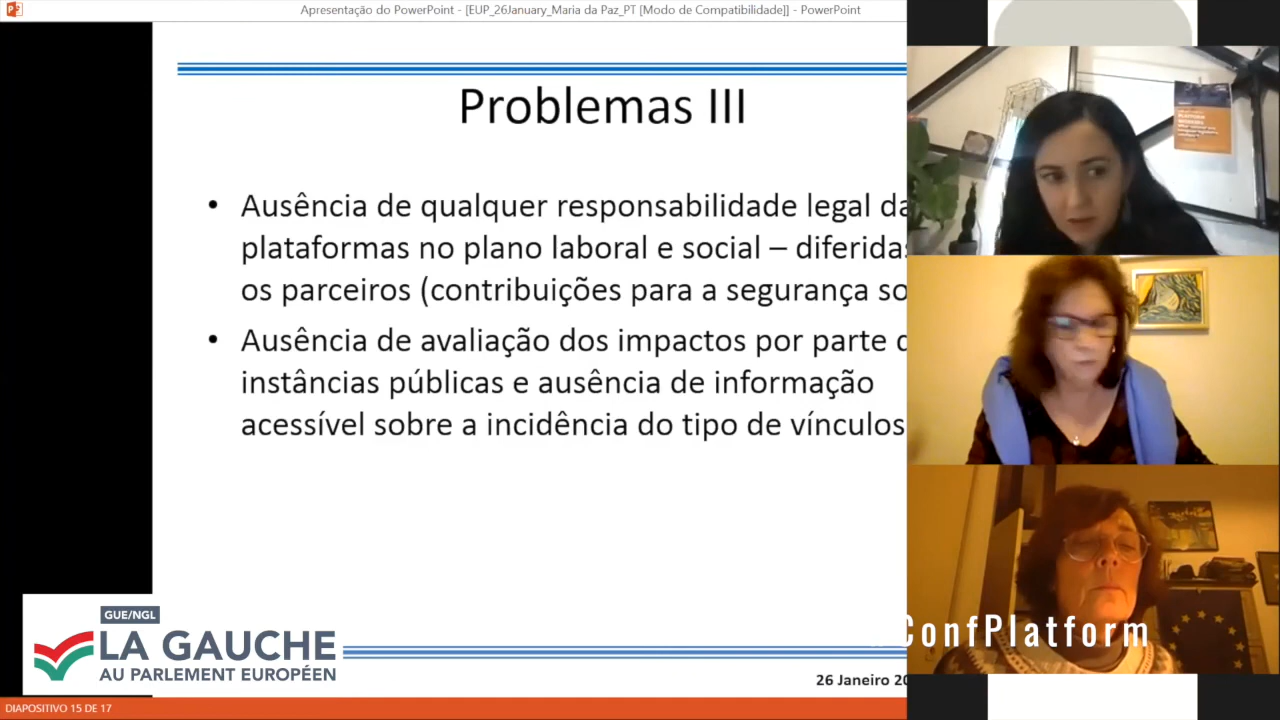 Apresentação do PowerPoint - [EUP_26January_Maria da Paz_PT [Modo de Compatibilidade]] - PowerPoint
Problemas III
• Ausência de qualquer responsabilidade legal da
plataformas no plano laboral e social – diferidas
os parceiros (contribuições para a segurança so
• Ausência de avaliação dos impactos por parte d
instâncias públicas e ausência de informação
acessível sobre a incidência do tipo de vínculos
26 Janeiro 20
GUE/NGL
LA GAUCHE
AU PARLEMENT EUROPÉEN
DIAPOSITIVO 15 DE 17
PLATFORM
WORKERS
ConfPlatform